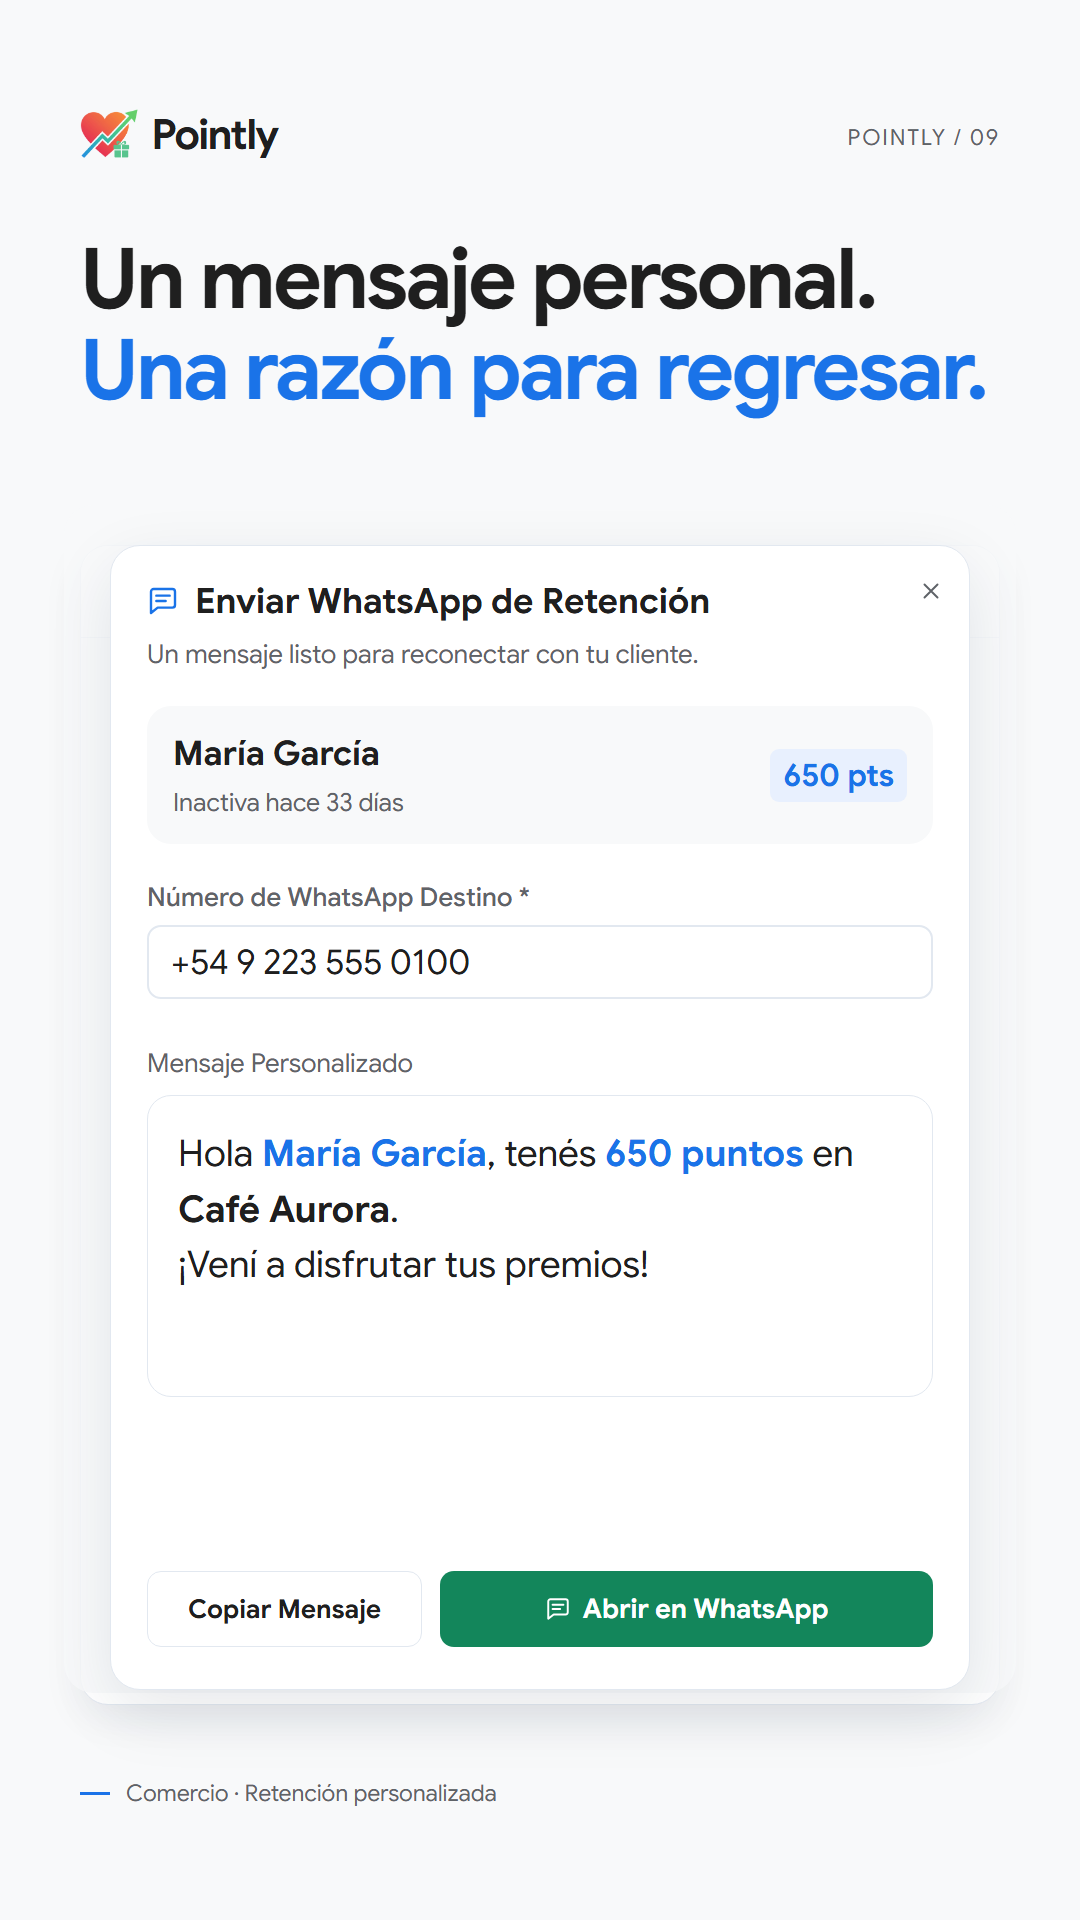 Pointly
POINTLY / 09
Un mensaje personal.
Una razón para regresar.
Enviar WhatsApp de Retención
Un mensaje listo para reconectar con tu cliente.
María García
650 pts
Inactiva hace 33 días
Número de WhatsApp Destino *
+54 9 223 555 0100
Mensaje Personalizado
Hola María García, tenés 650 puntos en
Café Aurora.
¡Vení a disfrutar tus premios!
Copiar Mensaje
Abrir en WhatsApp
Comercio · Retención personalizada